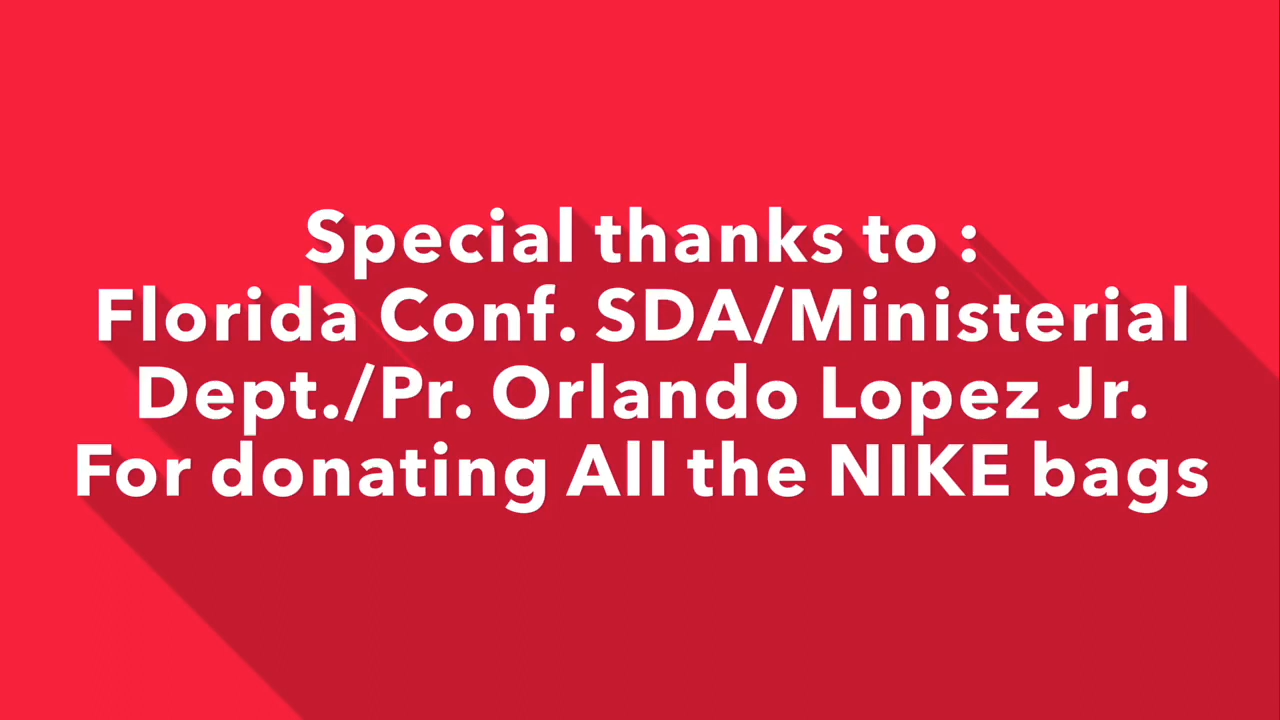 Special thanks to :
Florida Conf. SDA/Ministerial
Dept./Pr. Orlando Lopez Jr.
For donating All the NIKE bags